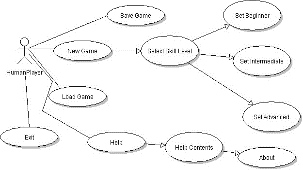 Save Game
Set Beginner
New Game
Select Skill Level
HumanPlayer
Set Intermediate
Load Game
Set Advanced
Exit
Help
Help Contents
About